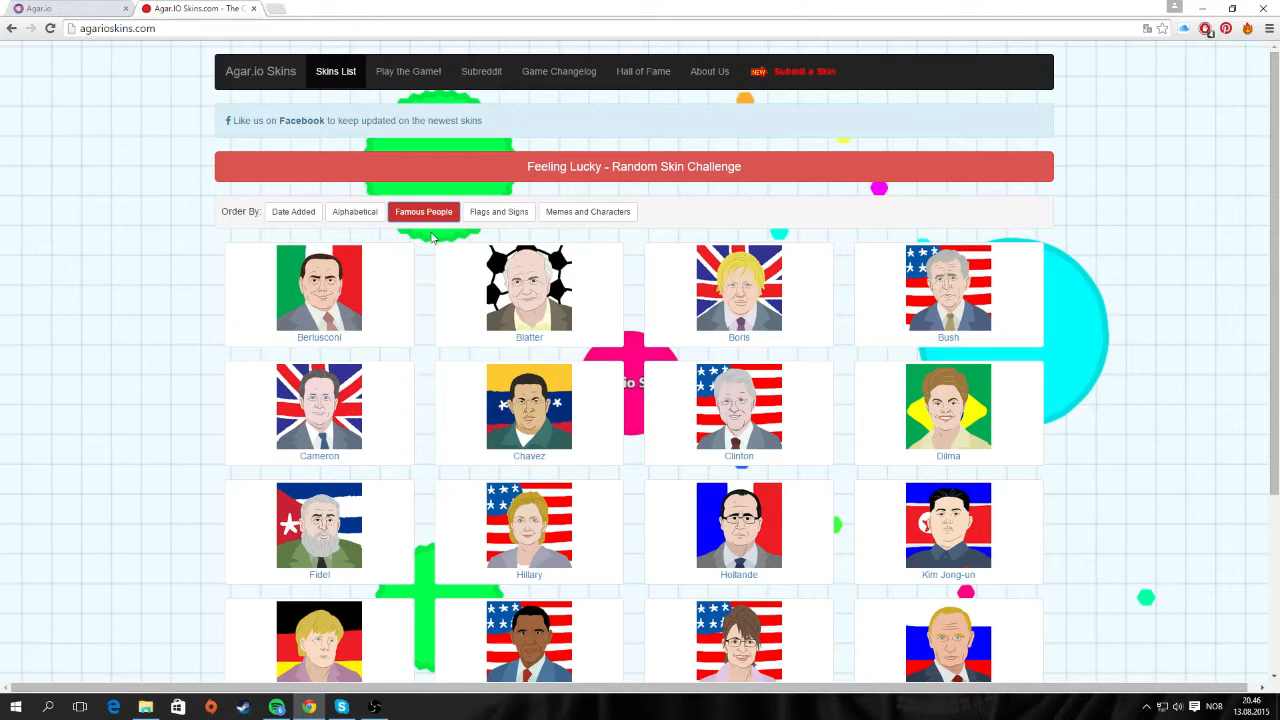 Agar.io
Agar.IO Skins.com - The C
agarioskins.com
Agar.io Skins
Skins List
Play the Game!
Subreddit
Game Changelog
Hall of Fame
About Us
NEW
Submit a Skin
Like us on Facebook to keep updated on the newest skins
Feeling Lucky - Random Skin Challenge
Order By:
Date Added
Alphabetical
Famous People
Flags and Signs
Memes and Characters
Berlusconi
Blatter
Boris
Bush
Cameron
Chavez
Clinton
Dilma
Fidel
Hillary
Hollande
Kim Jong-un
NOB
20.46
13.08.2015